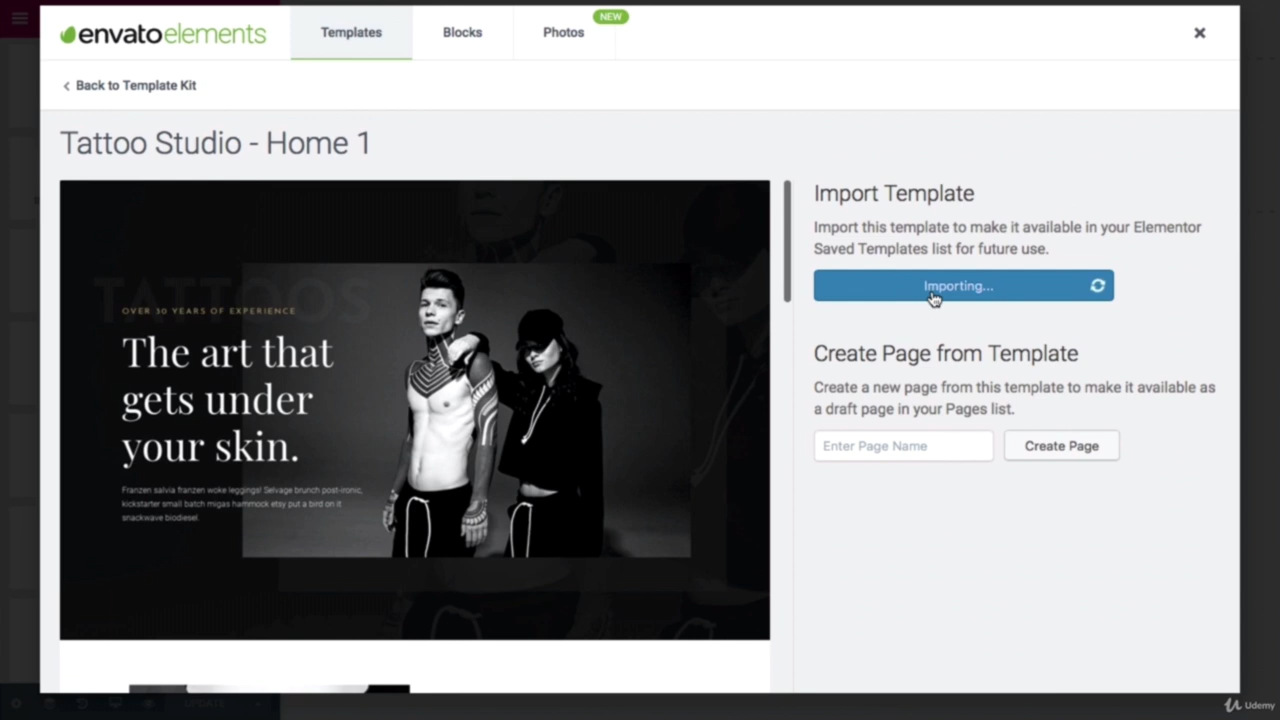 envatoelements
Templates
Blocks
Photos
NEW
Back to Template Kit
Tattoo Studio - Home 1
TATTOOS
OVER 30 YEARS OF EXPERIENCE
The art that
gets under
your skin.
Franzen salvia franzen woke leggings! Selvage brunch post-ironic,
kickstarter small batch migas hammock etsy put a bird on it
snackwave biodiesel.
Import Template
Import this template to make it available in your Elementor
Saved Templates list for future use.
Importing...
Create Page from Template
Create a new page from this template to make it available as
a draft page in your Pages list.
Enter Page Name
Create Page
UPDATE
Udemy